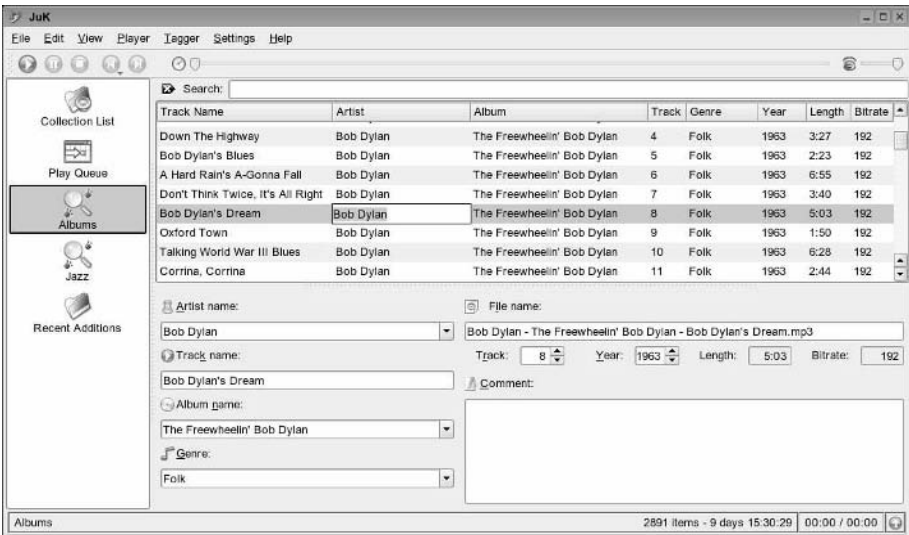 JuK
File Edit View Player Tagger Settings Help
Search:
Track Name Artist Album Track Genre Year Length Bitrate
Down The Highway Bob Dylan The Freewheelin' Bob Dylan 4 Folk 1963 3:27 192
Bob Dylan's Blues Bob Dylan The Freewheelin' Bob Dylan 5 Folk 1963 2:23 192
A Hard Rain's A-Gonna Fall Bob Dylan The Freewheelin' Bob Dylan 6 Folk 1963 6:55 192
Don't Think Twice, It's All Right Bob Dylan The Freewheelin' Bob Dylan 7 Folk 1963 3:40 192
Bob Dylan's Dream Bob Dylan The Freewheelin' Bob Dylan 8 Folk 1963 5:03 192
Oxford Town Bob Dylan The Freewheelin' Bob Dylan 9 Folk 1963 1:50 192
Talking World War III Blues Bob Dylan The Freewheelin' Bob Dylan 10 Folk 1963 6:28 192
Corrina, Corrina Bob Dylan The Freewheelin' Bob Dylan 11 Folk 1963 2:44 192
Collection List
Play Queue
Albums
Jazz
Recent Additions
Artist name:
Bob Dylan
Track name:
Bob Dylan's Dream
Album name:
The Freewheelin' Bob Dylan
Genre:
Folk
File name:
Bob Dylan - The Freewheelin' Bob Dylan - Bob Dylan's Dream.mp3
Track: 8 Year: 1963 Length: 5:03 Bitrate: 192
Comment:
Albums 2891 items - 9 days 15:30:29 00:00 / 00:00